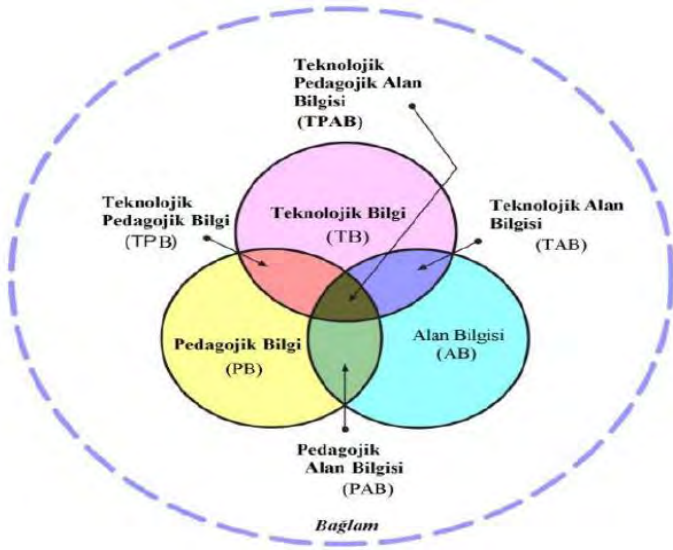 Teknolojik
Pedagojik Alan
Bilgisi
(TPAB)
Teknolojik
Pedagojik Bilgi
(TPB)
Teknolojik Bilgi
(TB)
Teknolojik Alan
Bilgisi
(TAB)
Pedagojik Bilgi
(PB)
Alan Bilgisi
(AB)
Pedagojik
Alan Bilgisi
(PAB)
Bağlam